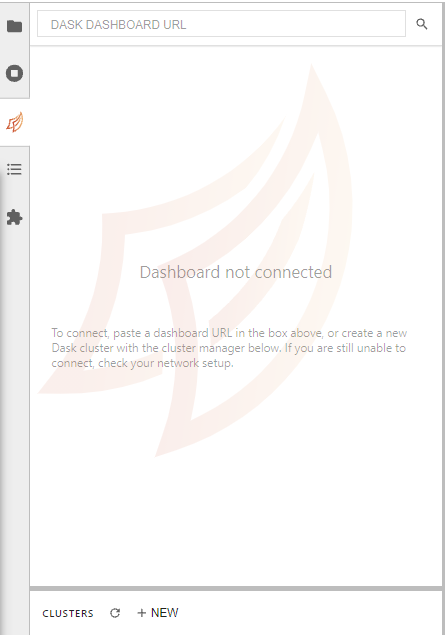 DASK DASHBOARD URL
Dashboard not connected
To connect, paste a dashboard URL in the box above, or create a new
Dask cluster with the cluster manager below. If you are still unable to
connect, check your network setup.
CLUSTERS + NEW